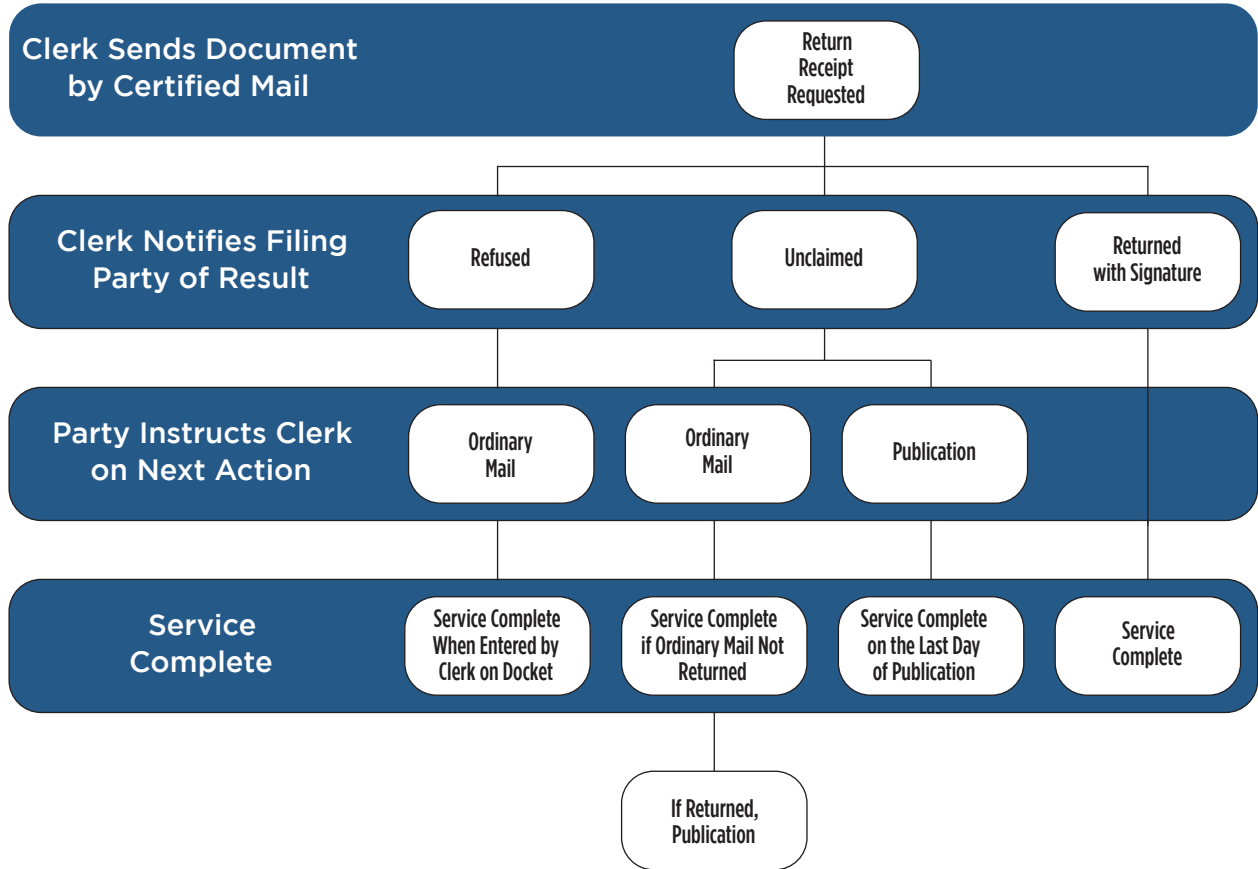 Clerk Sends Document
by Certified Mail
Return
Receipt
Requested
Clerk Notifies Filing
Party of Result
Refused
Unclaimed
Returned
with Signature
Party Instructs Clerk
on Next Action
Ordinary
Mail
Ordinary
Mail
Publication
Service
Complete
Service Complete
When Entered by
Clerk on Docket
Service Complete
if Ordinary Mail Not
Returned
Service Complete
on the Last Day
of Publication
Service
Complete
If Returned,
Publication